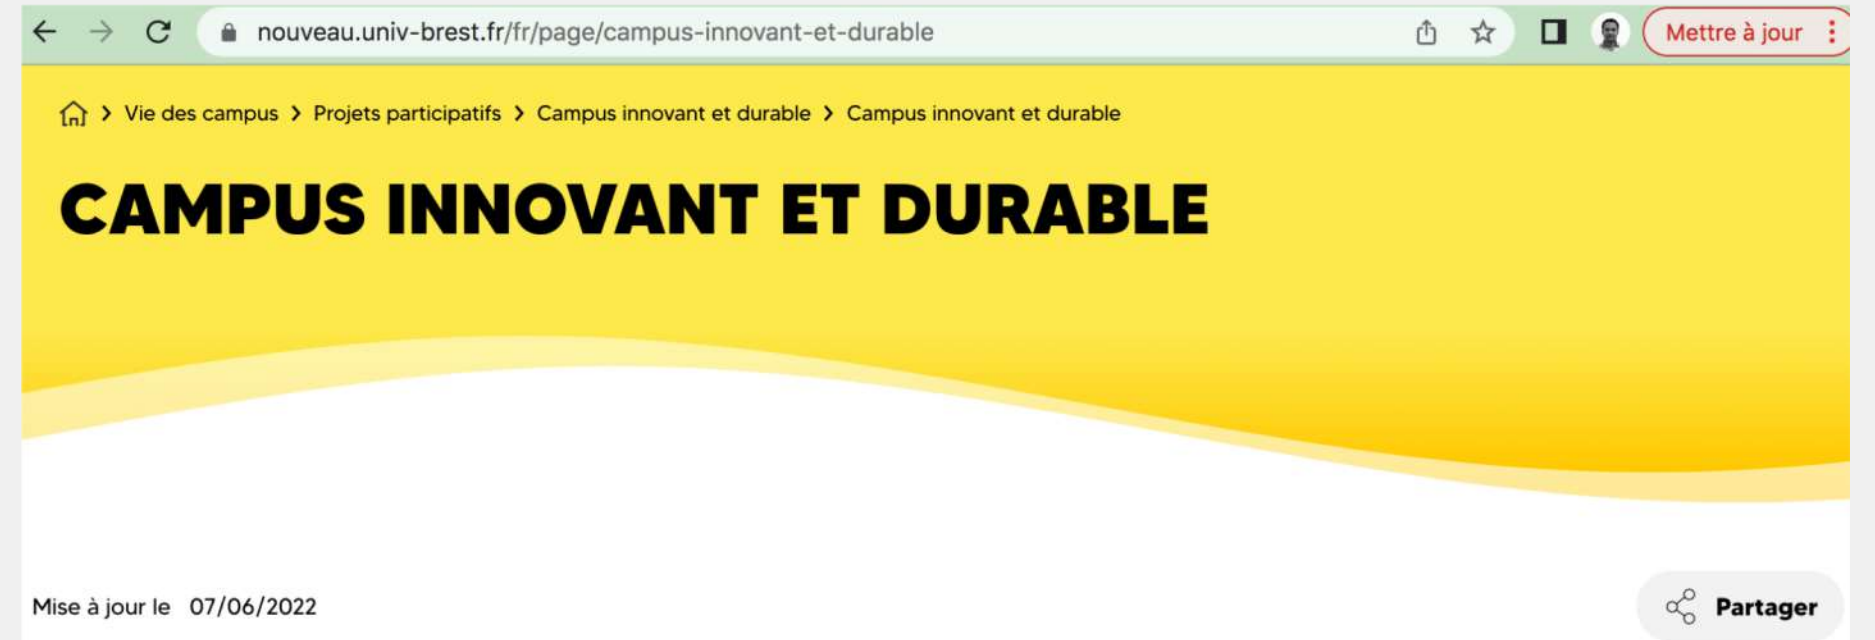 nouveau.univ-brest.fr/fr/page/campus-innovant-et-durable Mettre à jour
> Vie des campus > Projets participatifs > Campus innovant et durable > Campus innovant et durable
CAMPUS INNOVANT ET DURABLE
Mise à jour le 07/06/2022
Partager